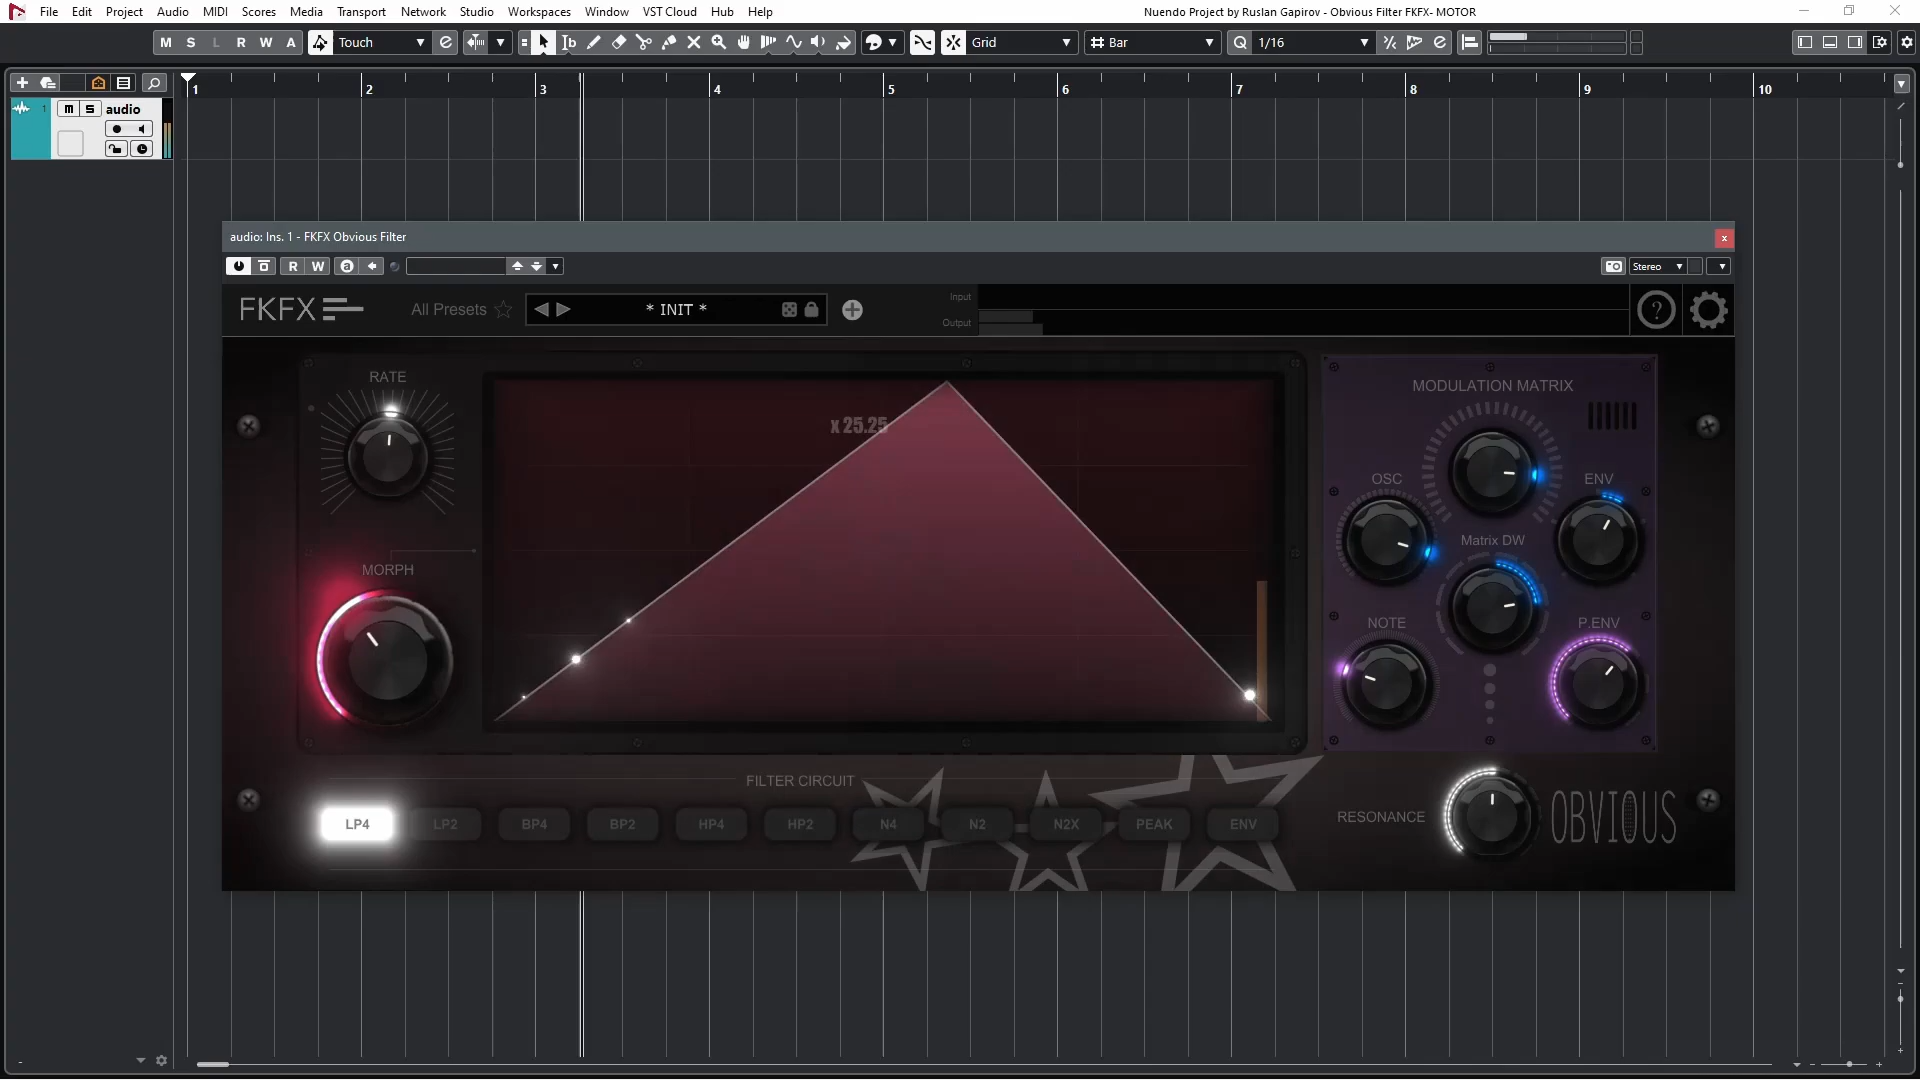 File Edit Project Audio MIDI Scores Media Transport Network Studio Workspaces Window VST Cloud Hub Help
Nuendo Project by Ruslan Gapirov - Obvious Filter FKFX- MOTOR
M S L R W A Touch Grid Bar Q 1/16
1 2 3 4 5 6 7 8 9 10
1 m S audio
audio: Ins. 1 - FKFX Obvious Filter
R W a Stereo
FKFX All Presets * INIT * Input
Output
?
RATE
x 25.25
MORPH
MODULATION MATRIX
OSC ENV
Matrix DW
NOTE P.ENV
FILTER CIRCUIT
LP4 LP2 BP4 BP2 HP4 HP2 N4 N2 N2X PEAK ENV
RESONANCE OBVIOUS